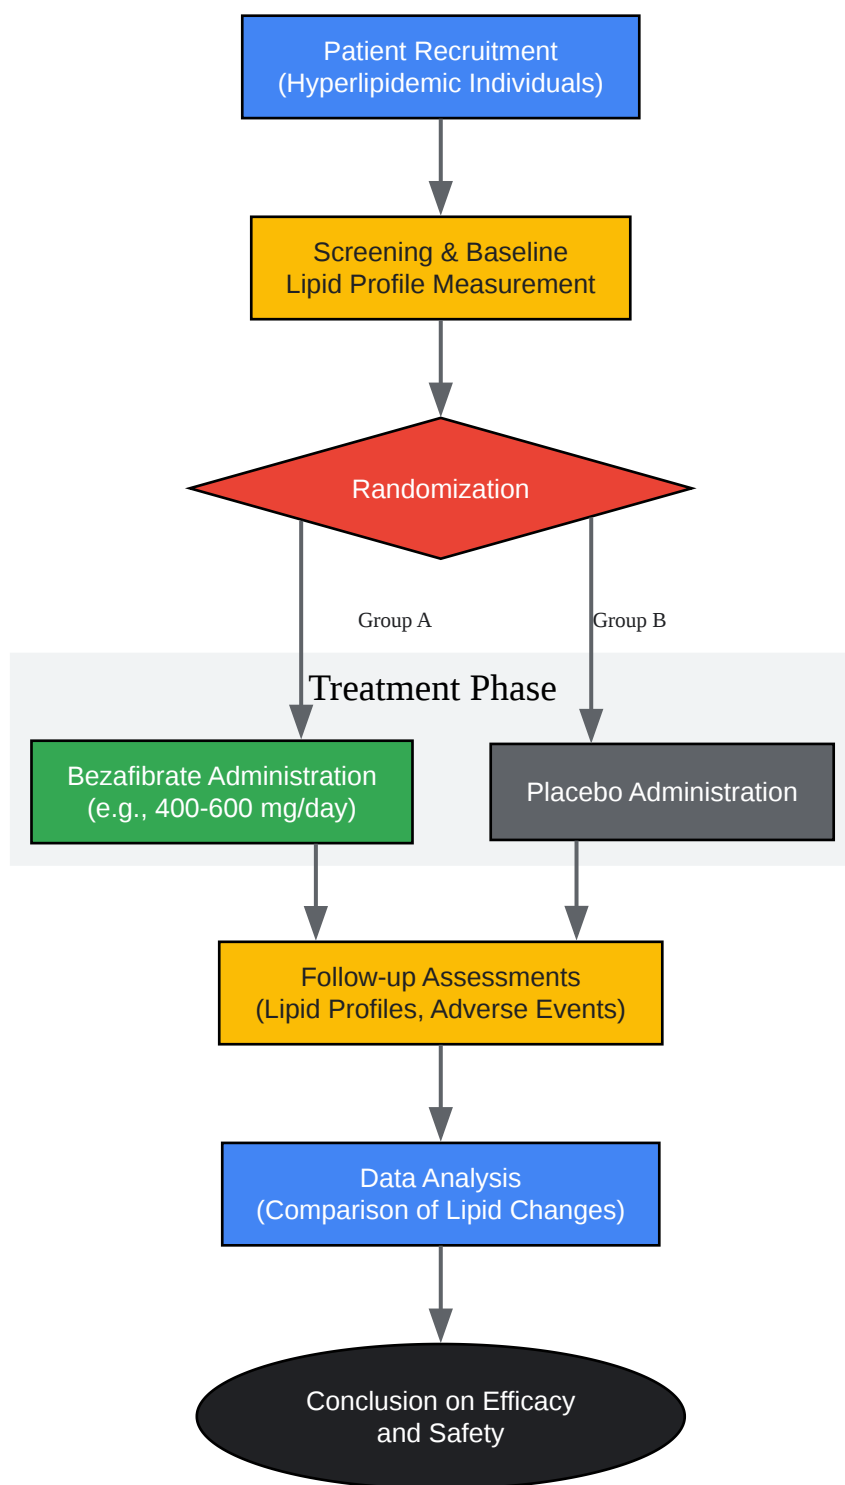 Patient Recruitment
(Hyperlipidemic Individuals)
Screening & Baseline
Lipid Profile Measurement
Randomization
Group A
Group B
Treatment Phase
Bezafibrate Administration
(e.g., 400-600 mg/day)
Placebo Administration
Follow-up Assessments
(Lipid Profiles, Adverse Events)
Data Analysis
(Comparison of Lipid Changes)
Conclusion on Efficacy
and Safety